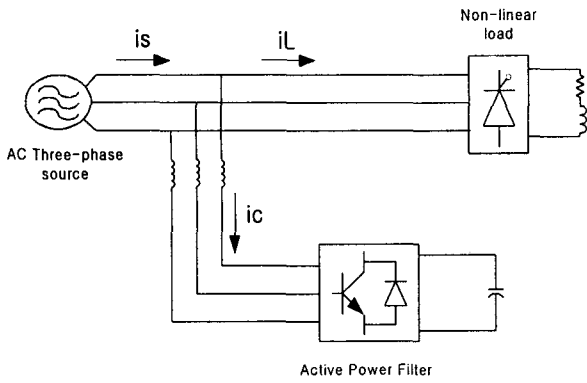 Non-linear
load
is
iL
AC Three-phase
source
ic
Active Power Filter